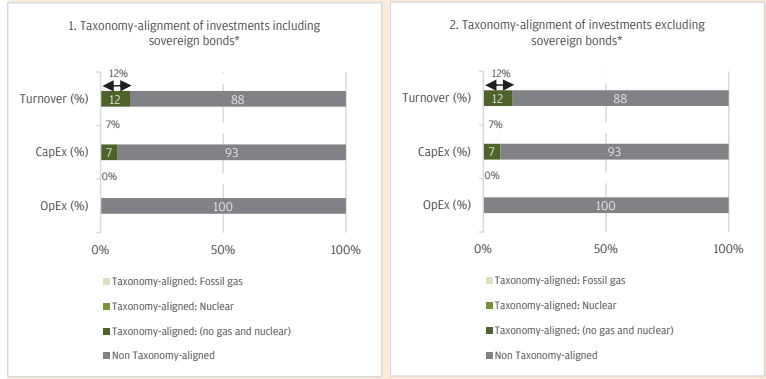 1. Taxonomy-alignment of investments including
sovereign bonds*
12%
Turnover (%)
12
88
7%
CapEx (%)
7
93
0%
OpEx (%)
100
0%
50%
100%
Taxonomy-aligned: Fossil gas
Taxonomy-aligned: Nuclear
Taxonomy-aligned: (no gas and nuclear)
Non Taxonomy-aligned
2. Taxonomy-alignment of investments excluding
sovereign bonds*
12%
Turnover (%)
12
88
7%
CapEx (%)
7
93
0%
OpEx (%)
100
0%
50%
100%
Taxonomy-aligned: Fossil gas
Taxonomy-aligned: Nuclear
Taxonomy-aligned: (no gas and nuclear)
Non Taxonomy-aligned